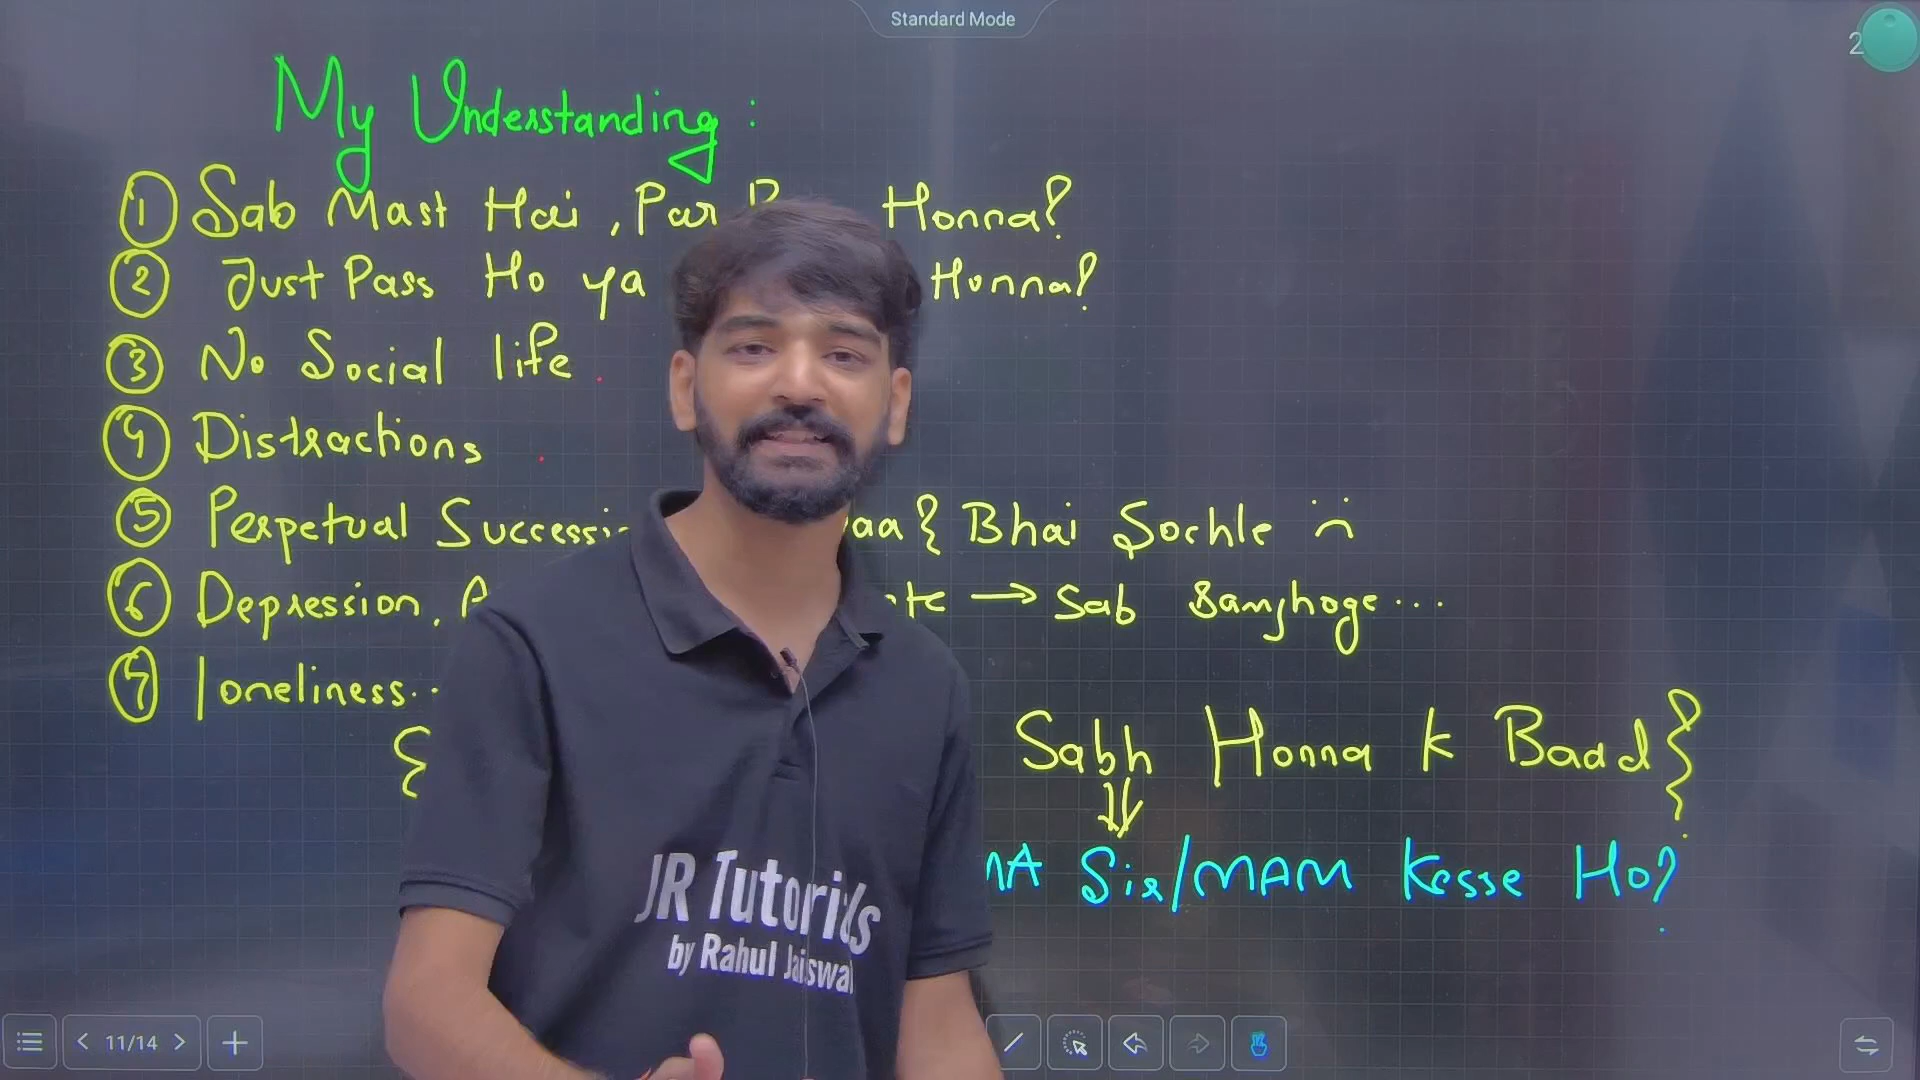 Standard Mode
2
My Understanding :
① Sab Mast Hai , Par Honna?
② Just Pass Ho ya Honna?
③ No Social life
④ Distractions
⑤ Perpetual { Bhai Sochle
⑥ Depression, → Sab Samjhoge...
⑦ loneliness..
{ Sabh Honna k Baad }
⇓
Sir/MAM Kesse Ho?
JR Tutorials
by Rahul Jaiswal
11/14